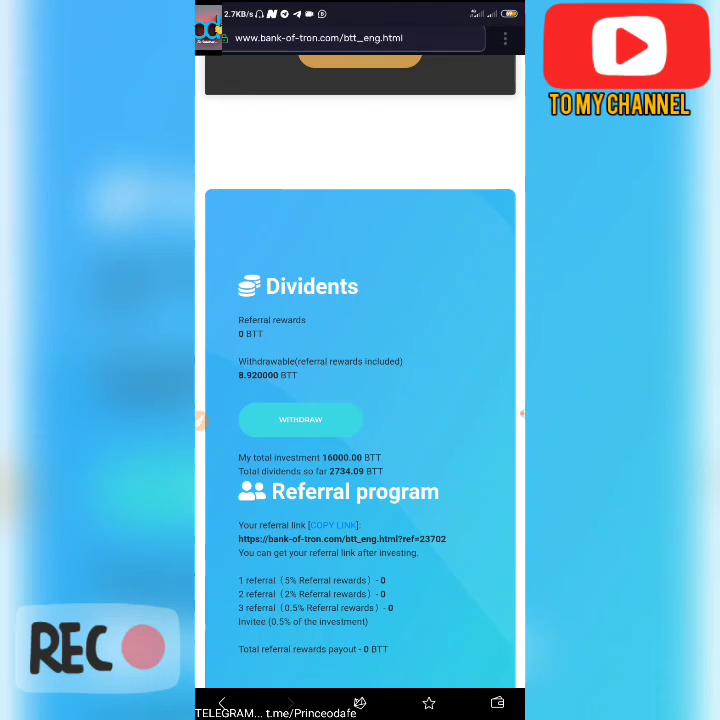 2.7KB/s
www.bank-of-tron.com/btt_eng.html
TO MY CHANNEL
Dividents
Referral rewards
0 BTT
Withdrawable(referral rewards included)
8.920000 BTT
WITHDRAW
My total investment 16000.00 BTT
Total dividends so far 2734.09 BTT
Referral program
Your referral link [COPY LINK]:
https://bank-of-tron.com/btt_eng.html?ref=23702
You can get your referral link after investing.
1 referral（5% Referral rewards）- 0
2 referral（2% Referral rewards）- 0
3 referral（0.5% Referral rewards）- 0
Invitee (0.5% of the investment)
Total referral rewards payout - 0 BTT
REC
TELEGRAM... t.me/Princeodafe